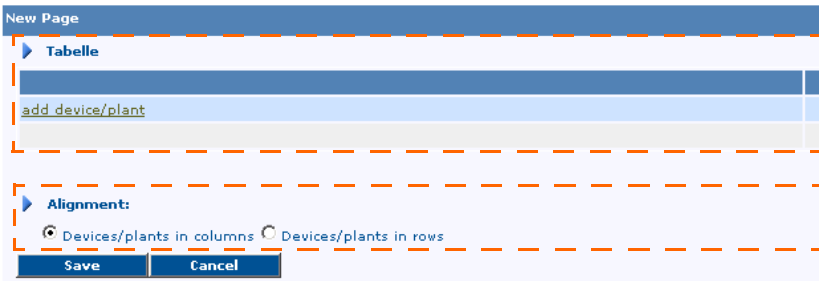 New Page
Tabelle
add device/plant
Alignment:
Devices/plants in columns Devices/plants in rows
Save Cancel